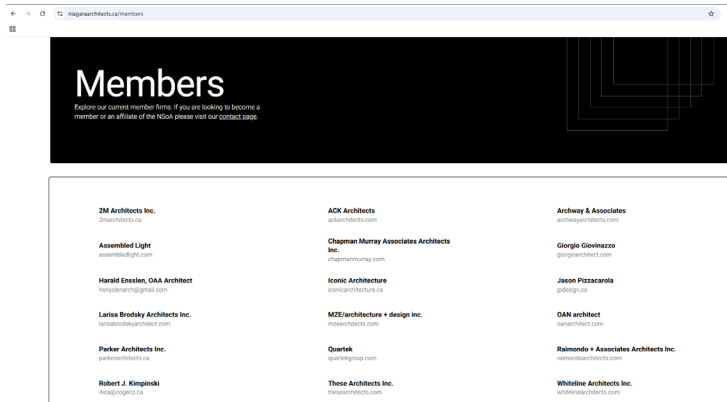 niagaraarchitects.ca/members
Members
Explore our current member firms. If you are looking to become a
member or an affiliate of the NSoA please visit our contact page.
2M Architects Inc.
2marchitects.ca
ACK Architects
ackarchitects.com
Archway & Associates
archwayarchitects.com
Assembled Light
assembledlight.com
Chapman Murray Associates Architects
Inc.
chapmanmurray.com
Giorgio Giovinazzo
giorgioarchitect.com
Harald Ensslen, OAA Architect
hensslenarch@gmail.com
Iconic Architecture
iconicarchitecture.ca
Jason Pizzacarola
jpdesign.ca
Larisa Brodsky Architects Inc.
larisabrodskyarchitect.com
MZE/architecture + design inc.
mzearchitects.com
OAN architect
oanarchitect.com
Parker Architects Inc.
parkerarchitects.ca
Quartek
quartekgroup.com
Raimondo + Associates Architects Inc.
raimondoarchitects.com
Robert J. Kimpinski
rkoa@cogeco.ca
These Architects Inc.
thesearchitects.com
Whiteline Architects Inc.
whitelinearchitects.com